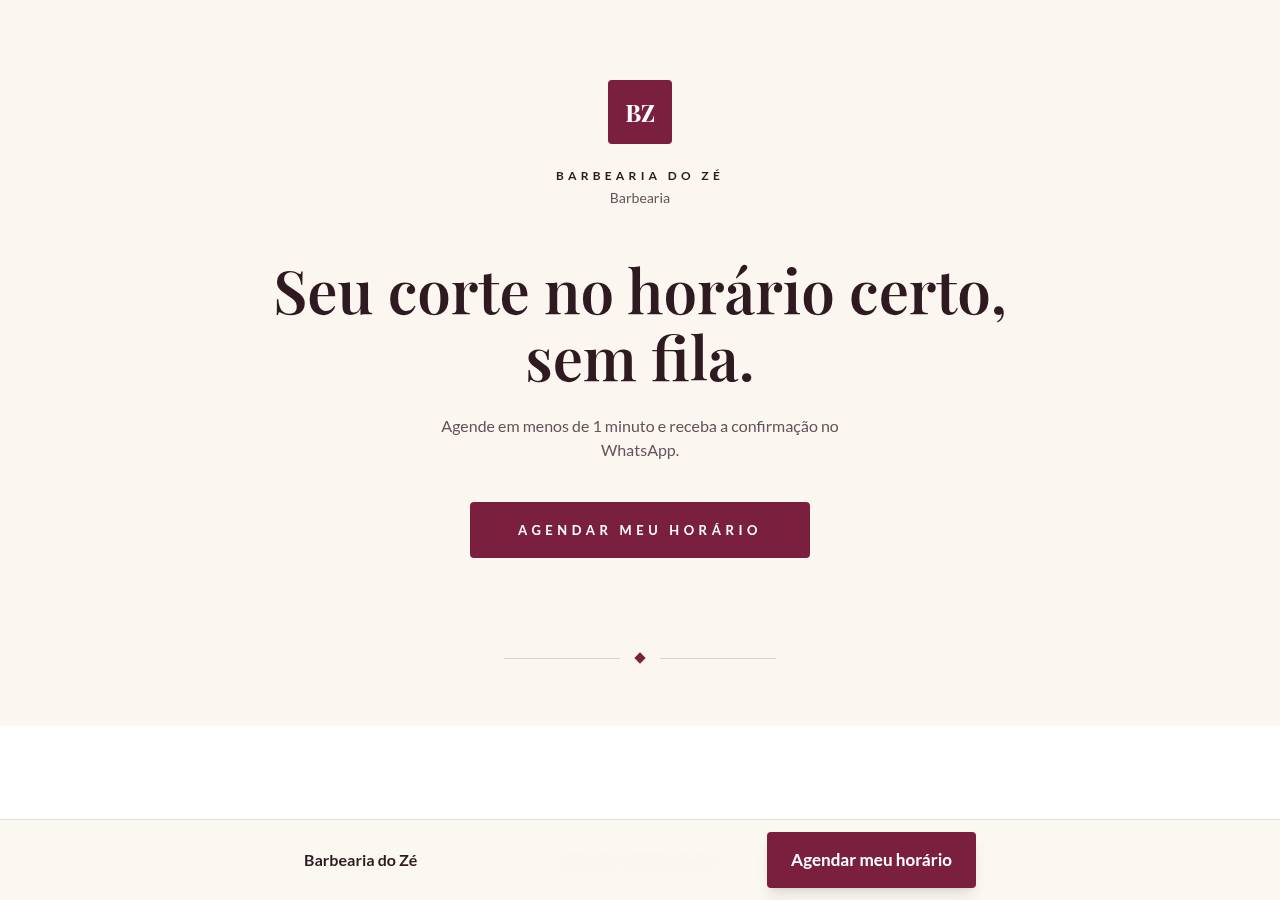 BZ
BARBEARIA DO ZÉ
Barbearia
Seu corte no horário certo,
sem fila.
Agende em menos de 1 minuto e receba a confirmação no
WhatsApp.
AGENDAR MEU HORÁRIO
Barbearia do Zé
Agendar meu horário